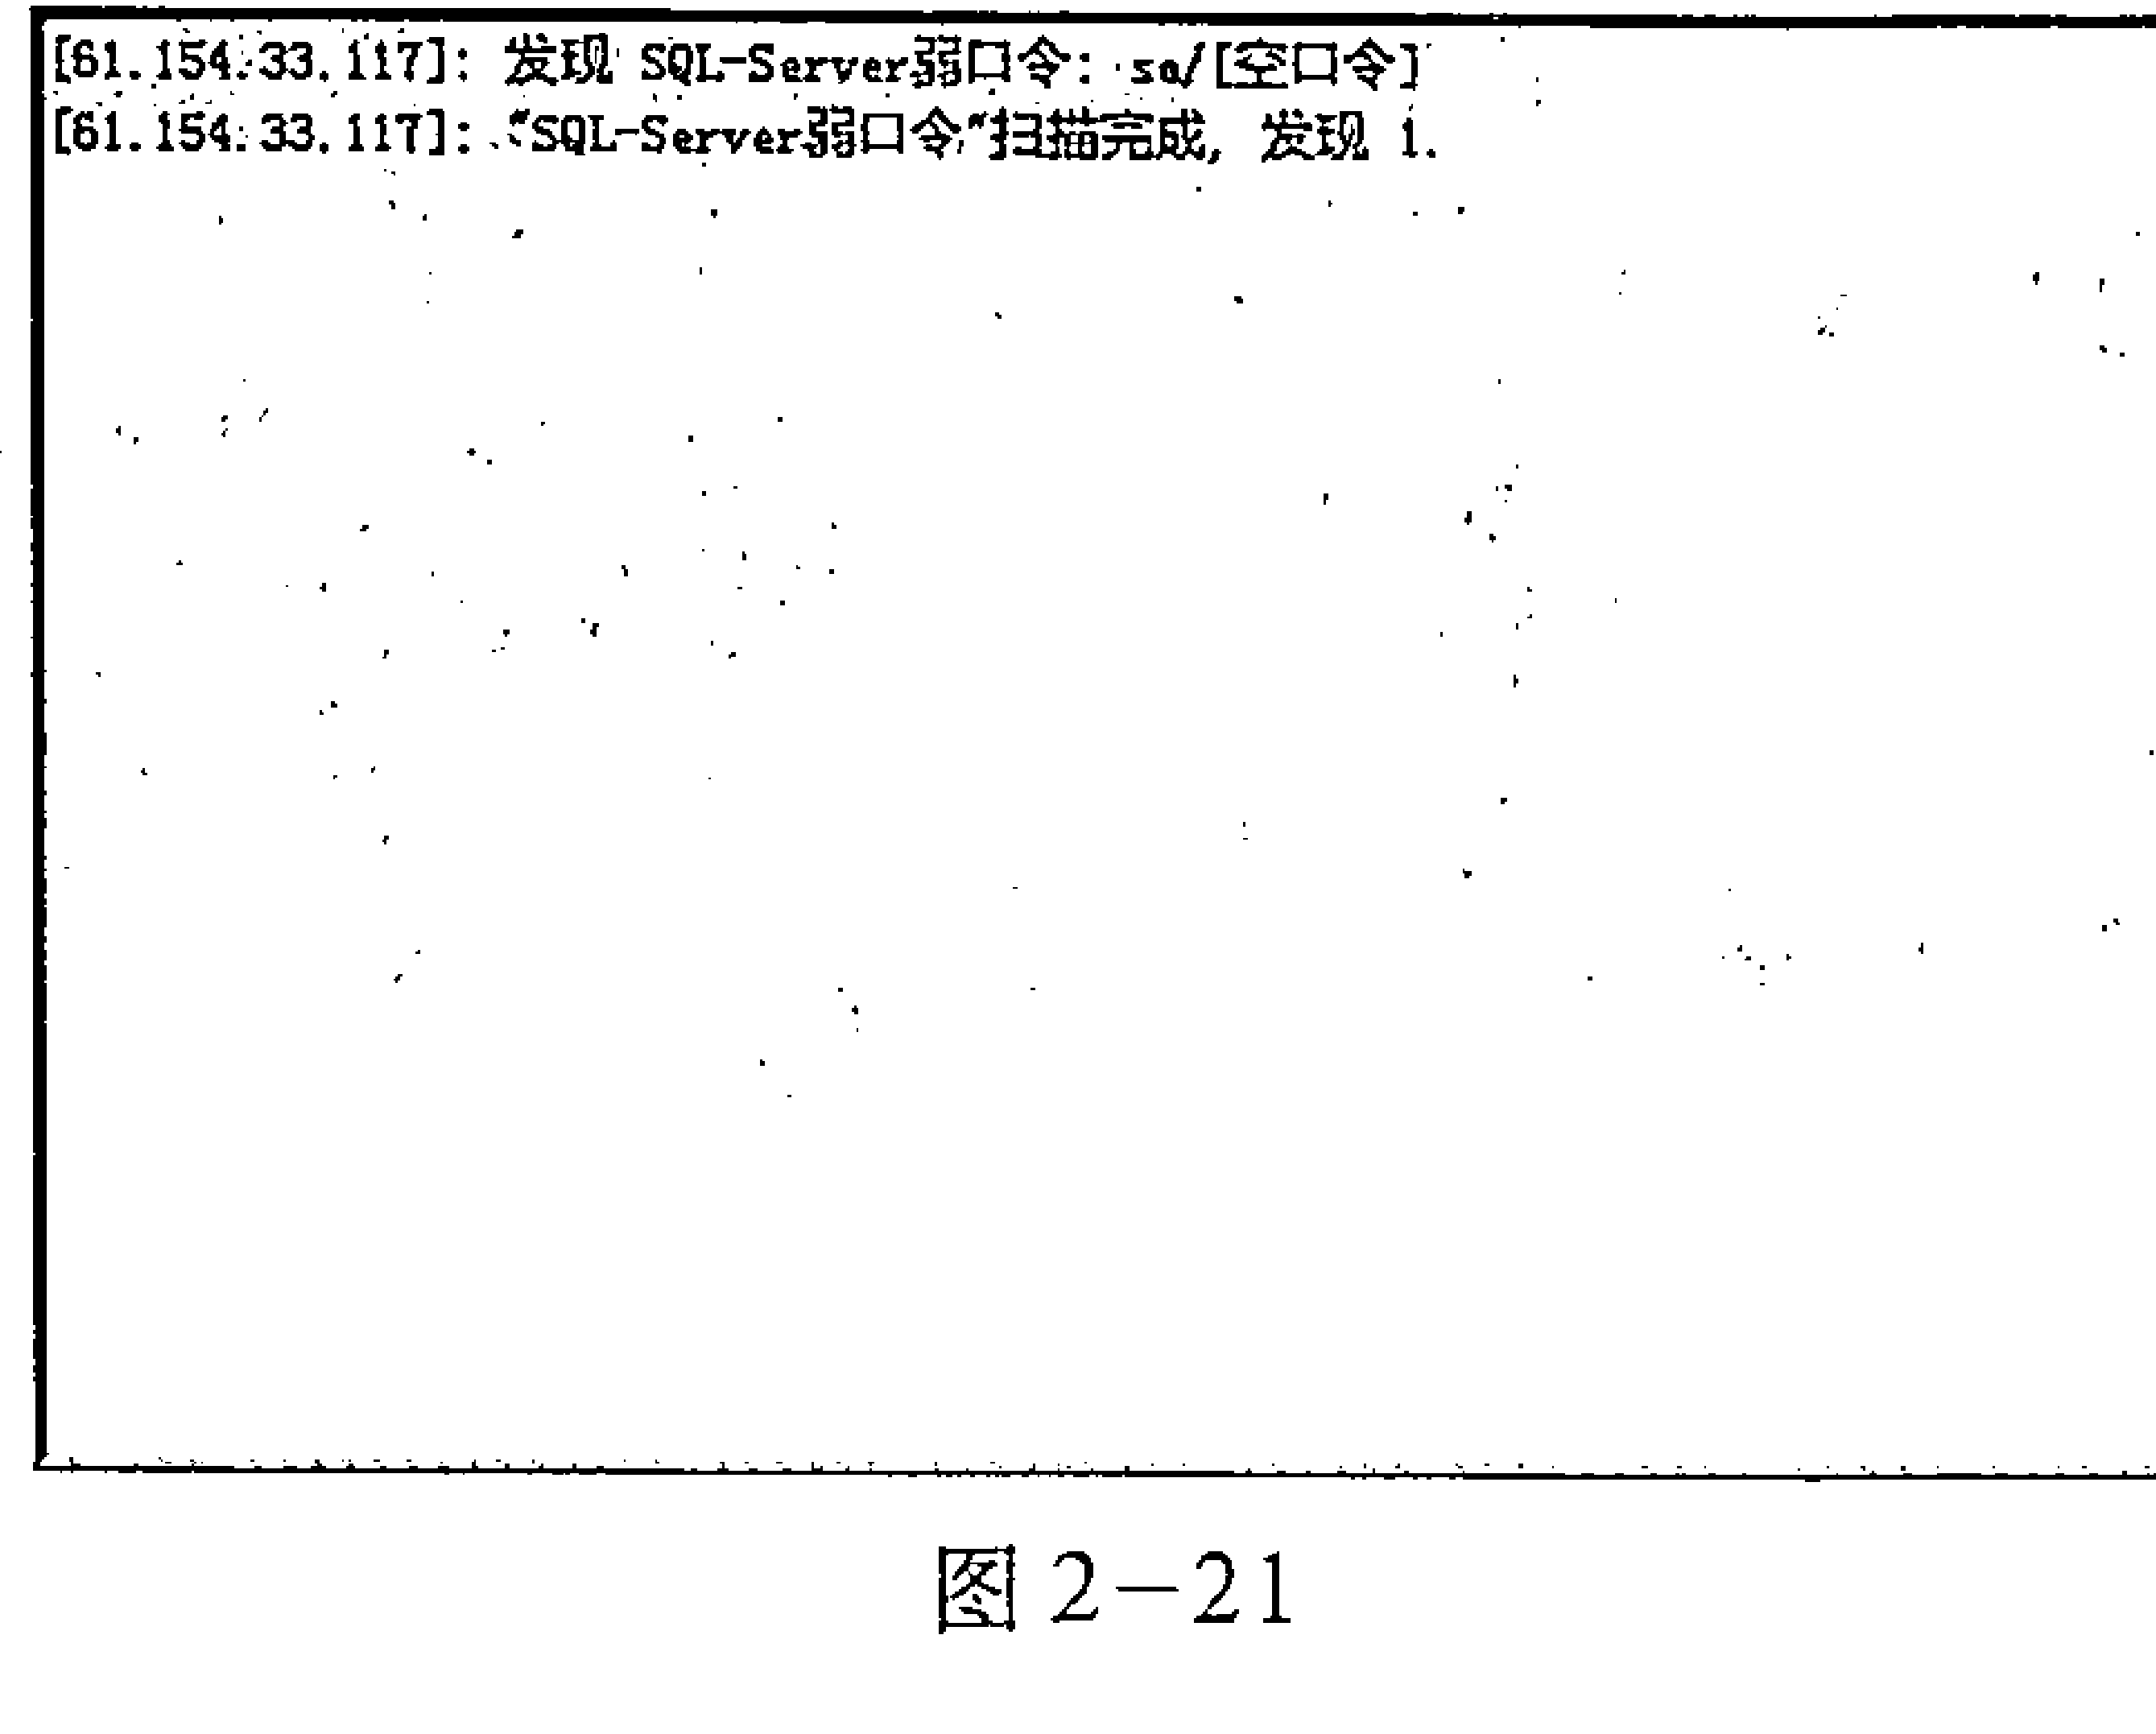 [61.154.33.117]: 发现 SQL-Server弱口令: sa/[空口令]
[61.154.33.117]: "SQL-Server弱口令"扫描完成, 发现 1.
图 2-21